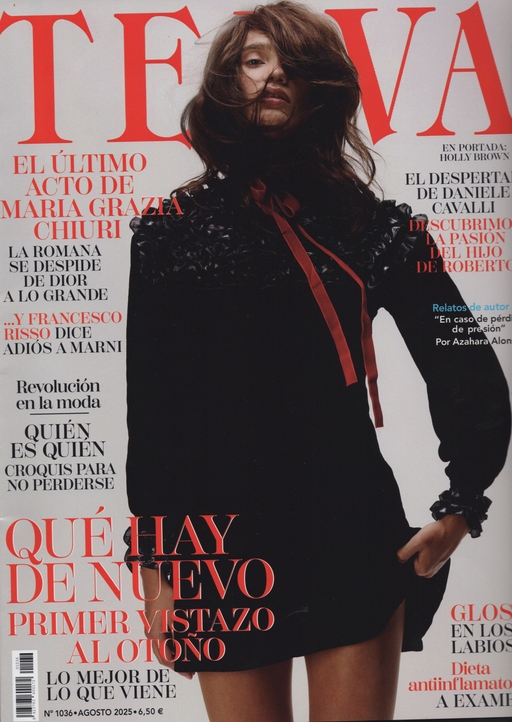 TELVA
EN PORTADA:
HOLLY BROWN
EL ÚLTIMO
ACTO DE
MARIA GRAZIA
CHIURI
LA ROMANA
SE DESPIDE
DE DIOR
A LO GRANDE
...Y FRANCESCO
RISSO DICE
ADIÓS A MARNI
Revolución
en la moda
QUIÉN
ES QUIÉN
CROQUIS PARA
NO PERDERSE
QUÉ HAY
DE NUEVO
PRIMER VISTAZO
AL OTOÑO
LO MEJOR DE
LO QUE VIENE
Nº 1036•AGOSTO 2025•6,50 €
EL DESPERTA
DE DANIELE
CAVALLI
DESCUBRIMO
LA PASIÓN
DEL HIJO
DE ROBERTO
Relatos de autor
"En caso de pérdi
de presión"
Por Azahara Alon
GLOS
EN LOS
LABIOS
Dieta
antiinflamato
A EXAME